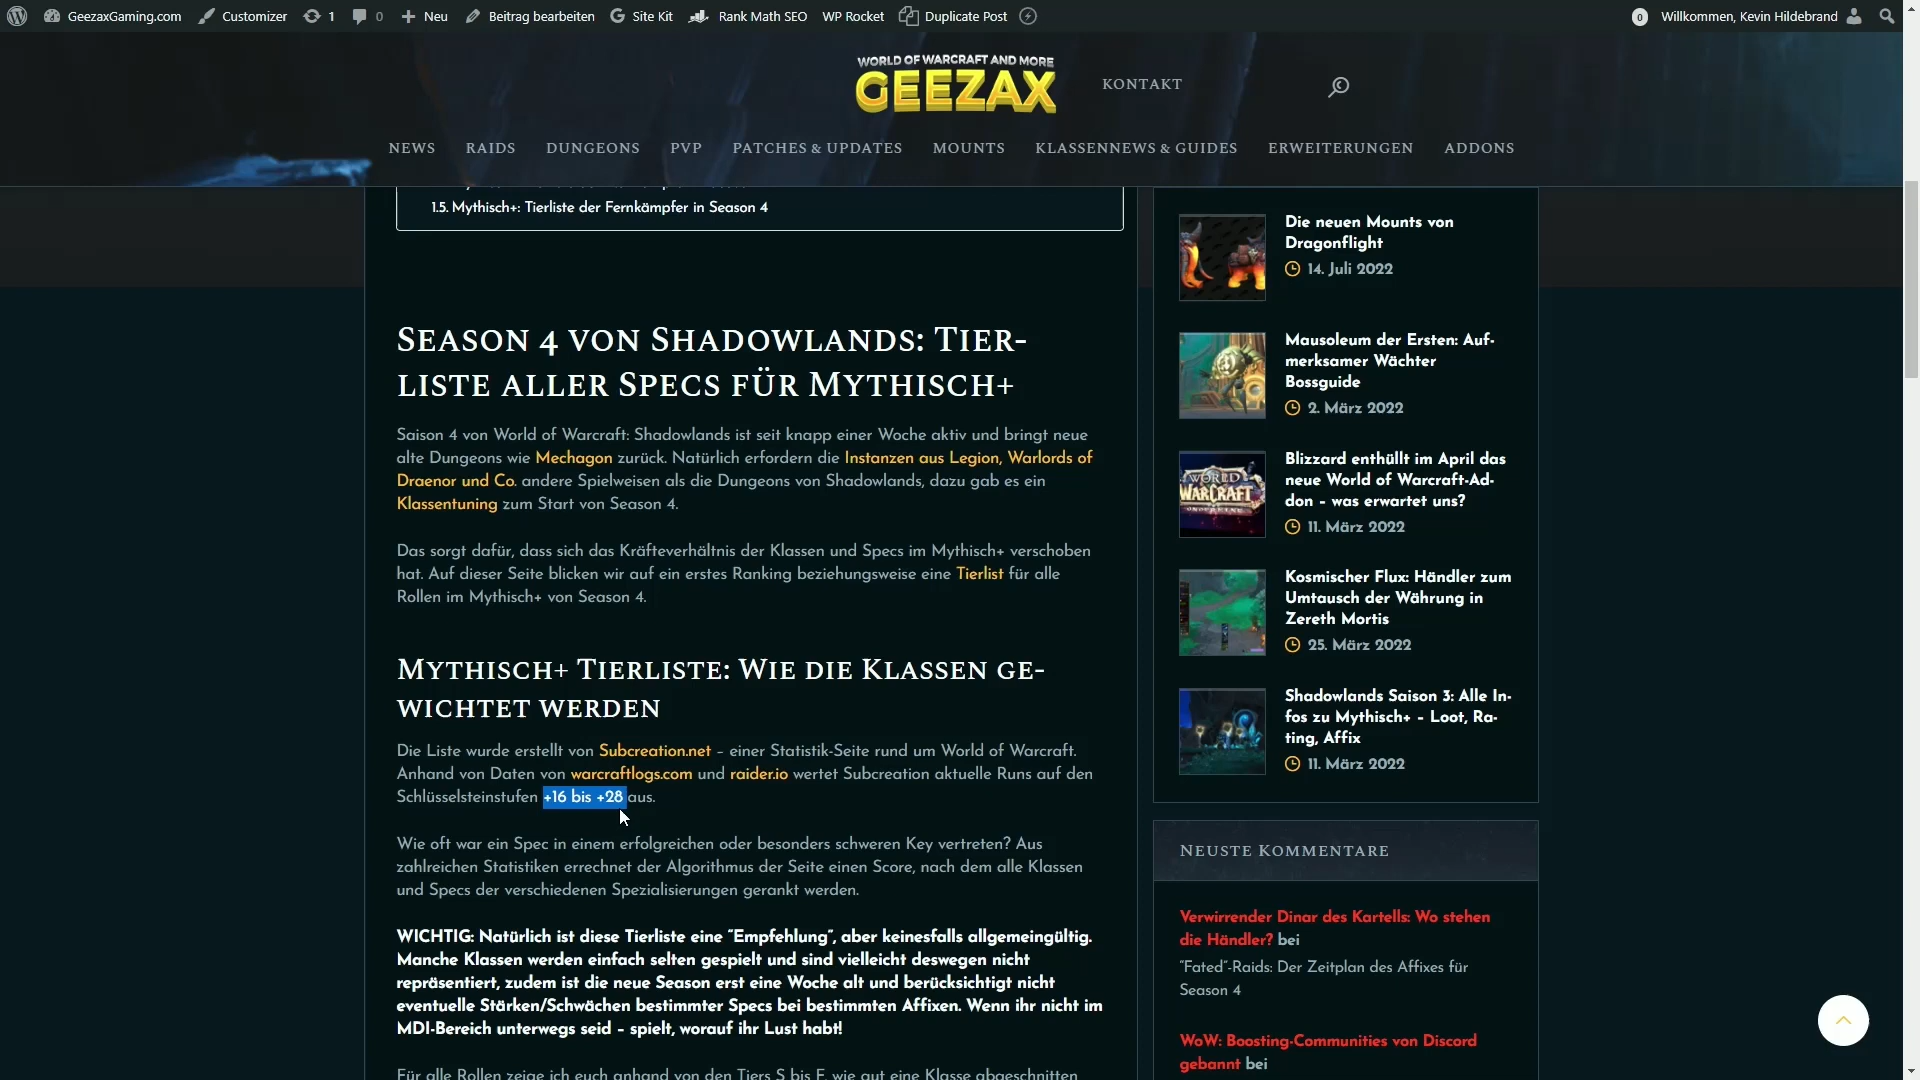 GeezaxGaming.com Customizer 1 0 Neu Beitrag bearbeiten Site Kit Rank Math SEO WP Rocket Duplicate Post 0 Willkommen, Kevin Hildebrand
WORLD OF WARCRAFT AND MORE
GEEZAX
KONTAKT
NEWS RAIDS DUNGEONS PVP PATCHES & UPDATES MOUNTS KLASSENNEWS & GUIDES ERWEITERUNGEN ADDONS
1.5. Mythisch+: Tierliste der Fernkämpfer in Season 4
Season 4 von Shadowlands: Tier-
liste aller Specs für Mythisch+
Saison 4 von World of Warcraft: Shadowlands ist seit knapp einer Woche aktiv und bringt neue
alte Dungeons wie Mechagon zurück. Natürlich erfordern die Instanzen aus Legion, Warlords of
Draenor und Co. andere Spielweisen als die Dungeons von Shadowlands, dazu gab es ein
Klassentuning zum Start von Season 4.
Das sorgt dafür, dass sich das Kräfteverhältnis der Klassen und Specs im Mythisch+ verschoben
hat. Auf dieser Seite blicken wir auf ein erstes Ranking beziehungsweise eine Tierlist für alle
Rollen im Mythisch+ von Season 4.
Mythisch+ Tierliste: Wie die Klassen ge-
wichtet werden
Die Liste wurde erstellt von Subcreation.net – einer Statistik-Seite rund um World of Warcraft.
Anhand von Daten von warcraftlogs.com und raider.io wertet Subcreation aktuelle Runs auf den
Schlüsselsteinstufen +16 bis +28 aus.
Wie oft war ein Spec in einem erfolgreichen oder besonders schweren Key vertreten? Aus
zahlreichen Statistiken errechnet der Algorithmus der Seite einen Score, nach dem alle Klassen
und Specs der verschiedenen Spezialisierungen gerankt werden.
WICHTIG: Natürlich ist diese Tierliste eine "Empfehlung", aber keinesfalls allgemeingültig.
Manche Klassen werden einfach selten gespielt und sind vielleicht deswegen nicht
repräsentiert, zudem ist die neue Season erst eine Woche alt und berücksichtigt nicht
eventuelle Stärken/Schwächen bestimmter Specs bei bestimmten Affixen. Wenn ihr nicht im
MDI-Bereich unterwegs seid – spielt, worauf ihr Lust habt!
Für alle Rollen zeige ich euch anhand von den Tiers S bis F, wie gut eine Klasse abgeschnitten
Die neuen Mounts von
Dragonflight
14. Juli 2022
Mausoleum der Ersten: Auf-
merksamer Wächter
Bossguide
2. März 2022
WORLD
WARCRAFT
Blizzard enthüllt im April das
neue World of Warcraft-Ad-
don – was erwartet uns?
11. März 2022
Kosmischer Flux: Händler zum
Umtausch der Währung in
Zereth Mortis
25. März 2022
Shadowlands Saison 3: Alle In-
fos zu Mythisch+ – Loot, Ra-
ting, Affix
11. März 2022
Neuste Kommentare
Verwirrender Dinar des Kartells: Wo stehen
die Händler? bei
"Fated"-Raids: Der Zeitplan des Affixes für
Season 4
WoW: Boosting-Communities von Discord
gebannt bei